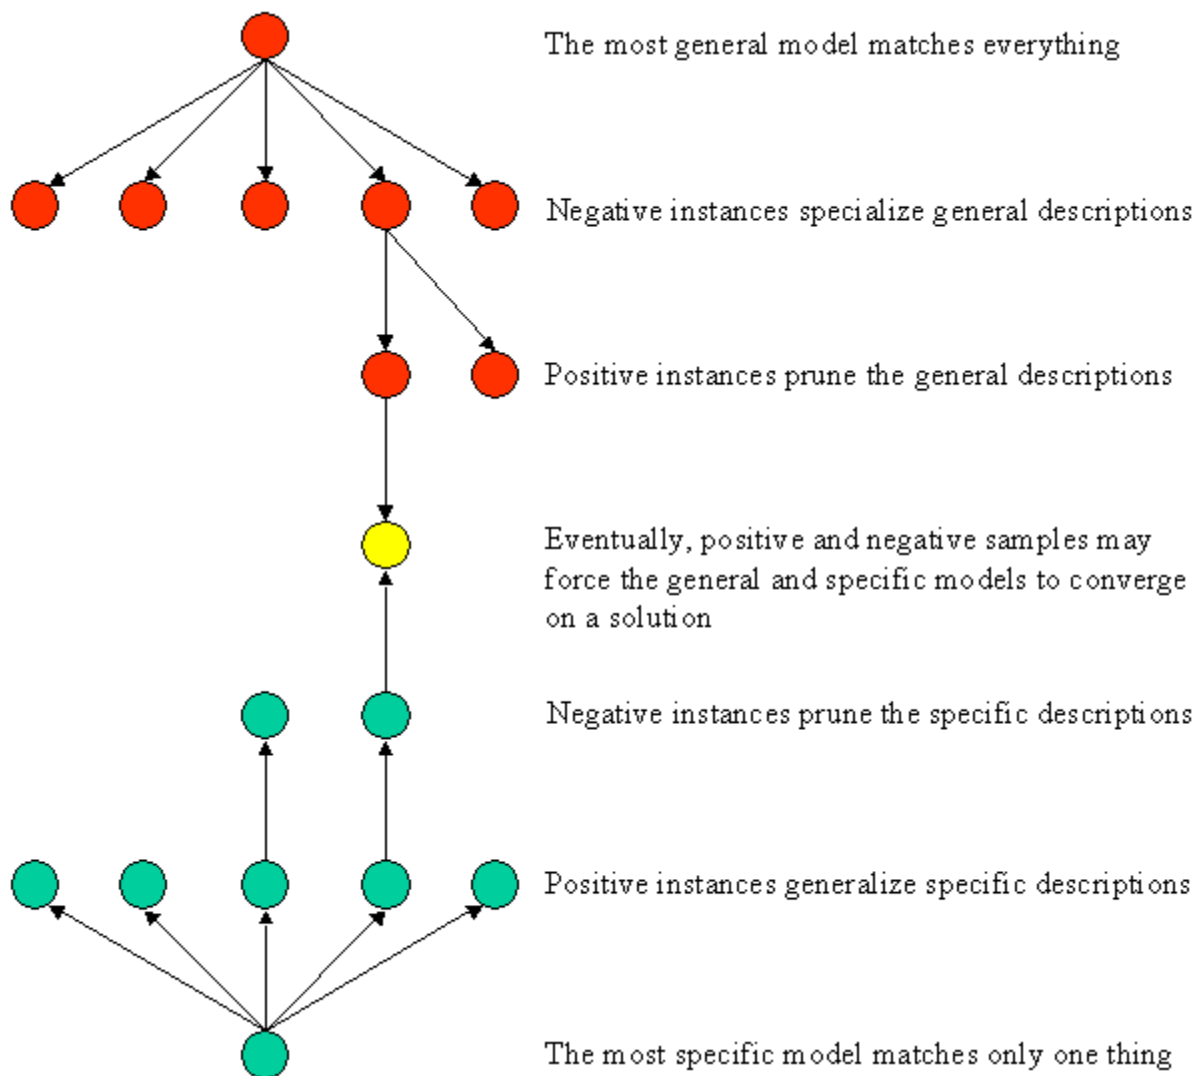 The most general model matches everything
Negative instances specialize general descriptions
Positive instances prune the general descriptions
Eventually, positive and negative samples may
force the general and specific models to converge
on a solution
Negative instances prune the specific descriptions
Positive instances generalize specific descriptions
The most specific model matches only one thing